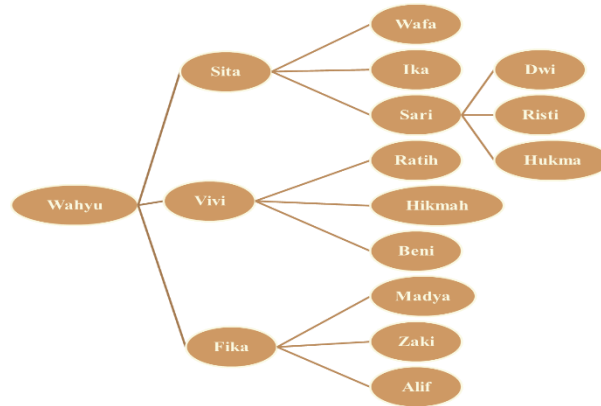 Wafa
Sita
Ika
Dwi
Sari
Risti
Ratih
Hukma
Wahyu
Vivi
Hikmah
Beni
Madya
Fika
Zaki
Alif